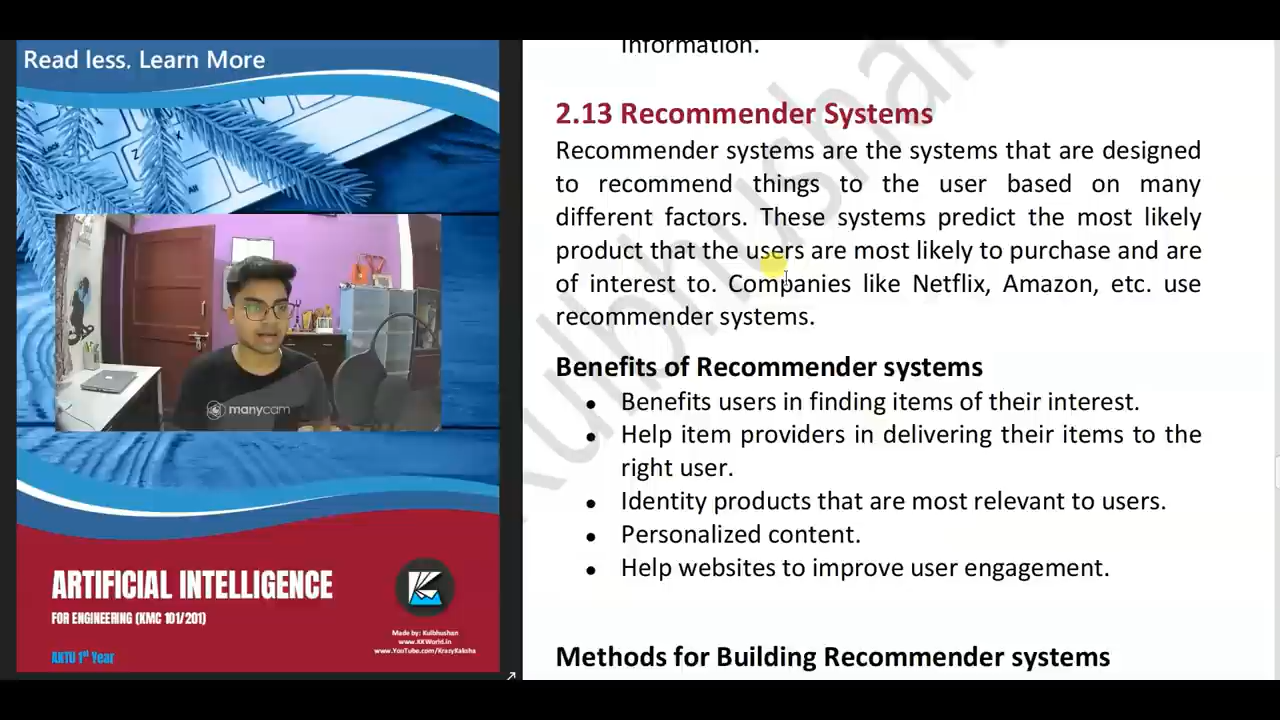 Read less. Learn More
manycam
ARTIFICIAL INTELLIGENCE
FOR ENGINEERING (KMC 101/201)
AKTU 1st Year
Made by: Kulbhushan
www.KKWorld.in
www.YouTube.com/KrazyKaksha
information.
2.13 Recommender Systems
Recommender systems are the systems that are designed
to recommend things to the user based on many
different factors. These systems predict the most likely
product that the users are most likely to purchase and are
of interest to. Companies like Netflix, Amazon, etc. use
recommender systems.
Benefits of Recommender systems
• Benefits users in finding items of their interest.
• Help item providers in delivering their items to the
right user.
• Identity products that are most relevant to users.
• Personalized content.
• Help websites to improve user engagement.
Methods for Building Recommender systems